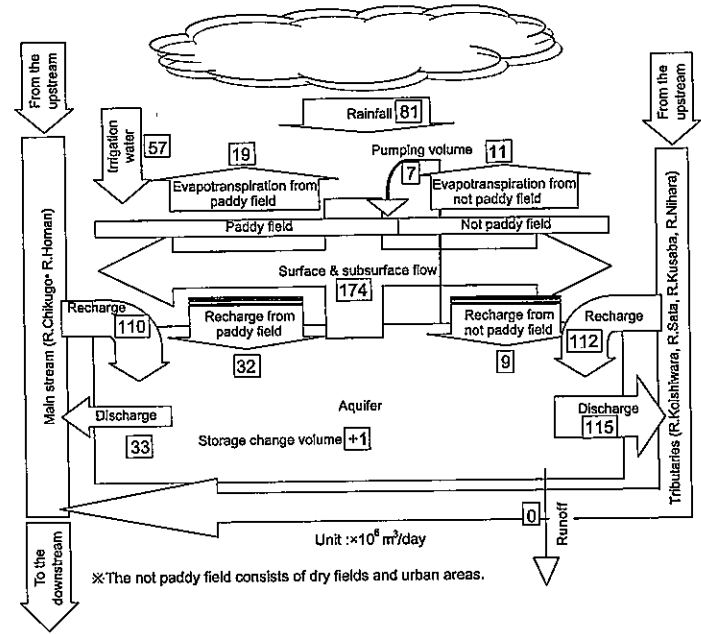 From the
upstream
From the
upstream
Rainfall 81
Irrigation
water
57
19
Pumping volume
7
11
Evapotranspiration from
paddy field
Evapotranspiration from
not paddy field
Paddy field
Not paddy field
Surface & subsurface flow
174
Recharge
110
Recharge from
paddy field
32
Recharge from
not paddy field
9
Recharge
112
Main stream (R.Chikugo・R.Homan)
Tributaries (R.Koishiwara, R.Sata, R.Kusaba, R.Nihara)
Aquifer
Discharge
33
Discharge
115
Storage change volume +1
0
Runoff
Unit :×10⁶ m³/day
To the
downstream
※The not paddy field consists of dry fields and urban areas.